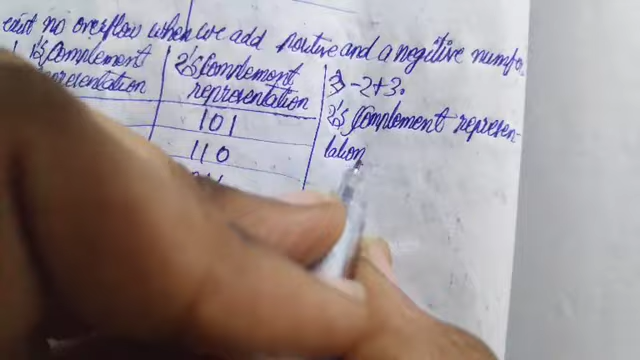 exist no overflow when we add positive and a negitive number
1's Complement representation
2's Complement representation
101
110
3> -2+3.
2's Complement represen-
tation